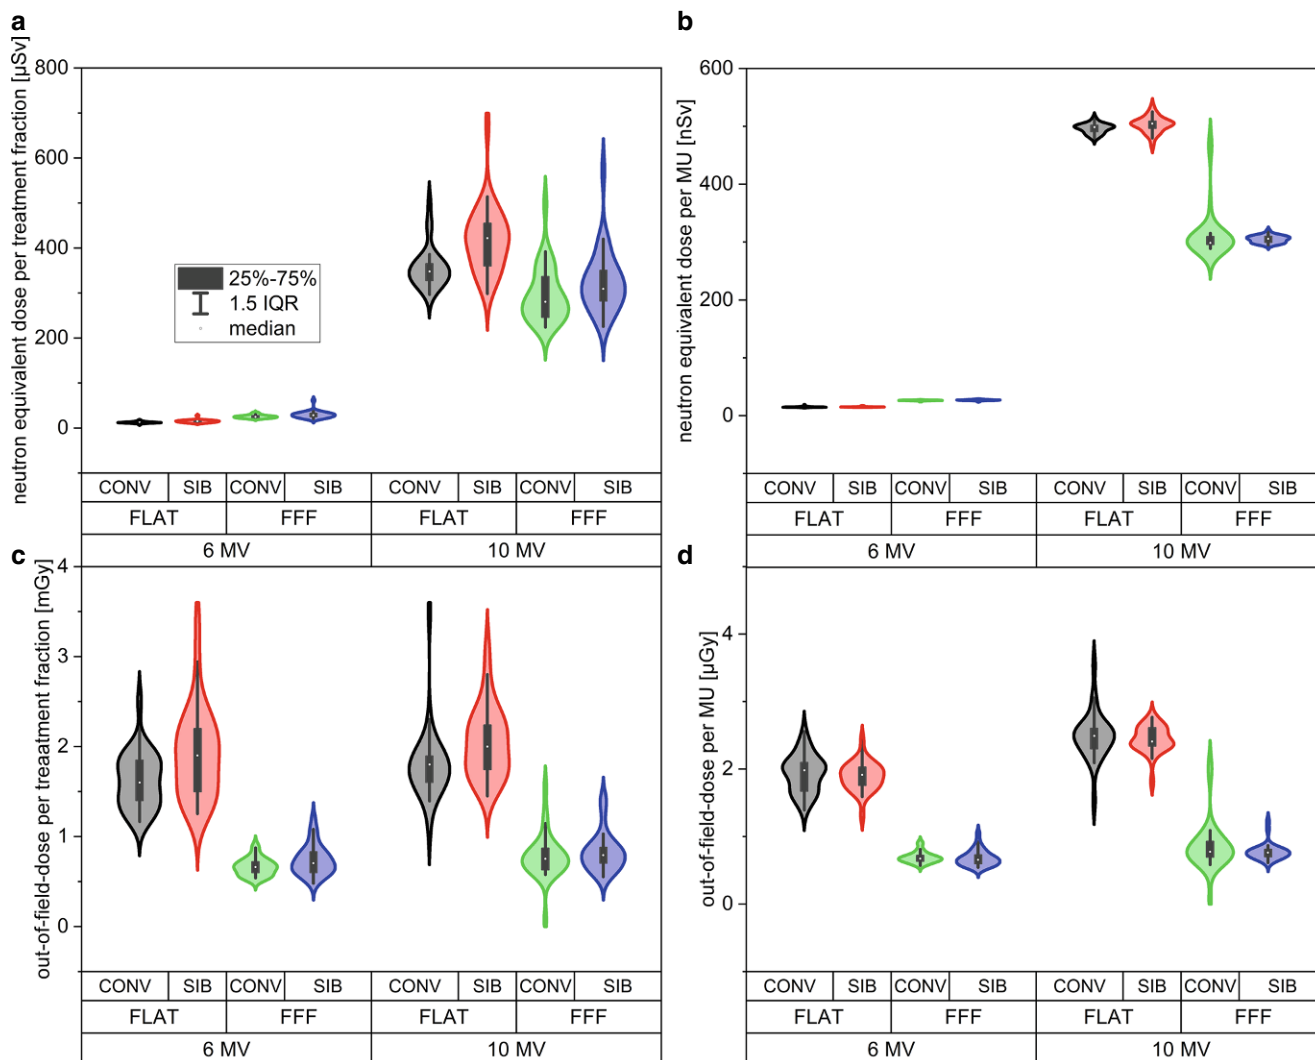 a
neutron equivalent dose per treatment fraction [µSv]
800
600
400
200
0
25%-75%
1.5 IQR
median
CONV SIB CONV SIB CONV SIB CONV SIB
FLAT FFF FLAT FFF
6 MV 10 MV
b
neutron equivalent dose per MU [nSv]
600
400
200
0
CONV SIB CONV SIB CONV SIB CONV SIB
FLAT FFF FLAT FFF
6 MV 10 MV
c
out-of-field-dose per treatment fraction [mGy]
4
3
2
1
0
CONV SIB CONV SIB CONV SIB CONV SIB
FLAT FFF FLAT FFF
6 MV 10 MV
d
out-of-field-dose per MU [µGy]
4
2
0
CONV SIB CONV SIB CONV SIB CONV SIB
FLAT FFF FLAT FFF
6 MV 10 MV